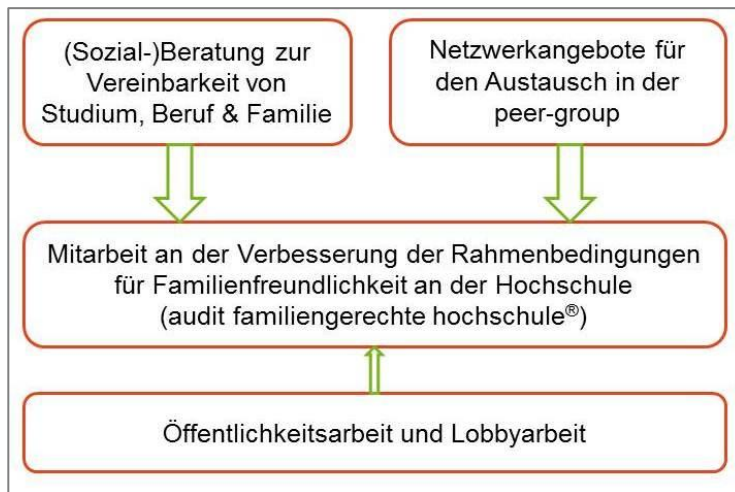 (Sozial-)Beratung zur
Vereinbarkeit von
Studium, Beruf & Familie
Netzwerkangebote für
den Austausch in der
peer-group
Mitarbeit an der Verbesserung der Rahmenbedingungen
für Familienfreundlichkeit an der Hochschule
(audit familiengerechte hochschule®)
Öffentlichkeitsarbeit und Lobbyarbeit